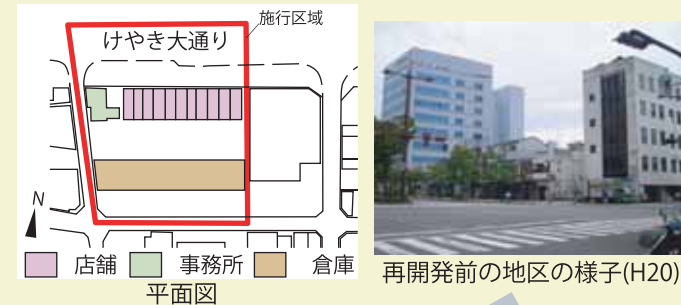 施行区域
けやき大通り
N
店舗 事務所 倉庫
平面図
再開発前の地区の様子(H20)